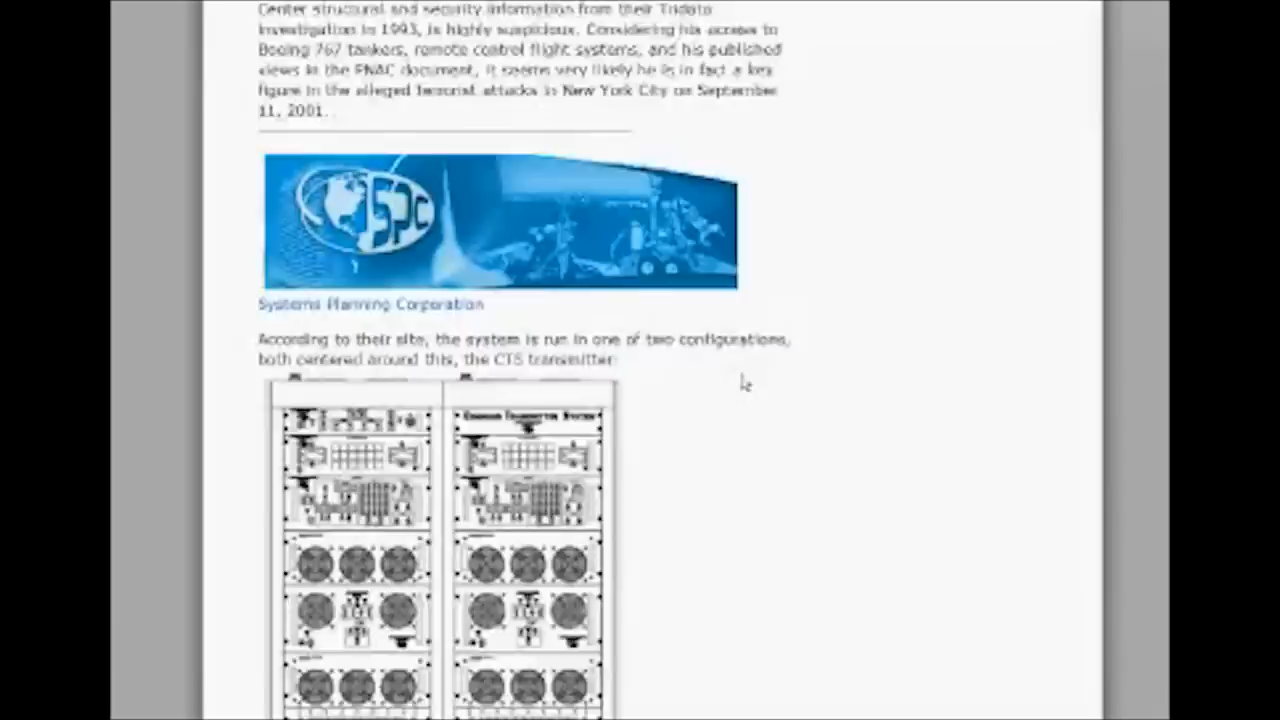 Center structural and security information from their Tridata
investigation in 1993, is highly suspicious. Considering his access to
Boeing 767 tankers, remote control flight systems, and his published
views in the PNAC document, it seems very likely he is in fact a key
figure in the alleged terrorist attacks in New York City on September
11, 2001.
SPC
Systems Planning Corporation
According to their site, the system is run in one of two configurations,
both centered around this, the CTS transmitter:
COMMAND TRANSMITTER SYSTEM